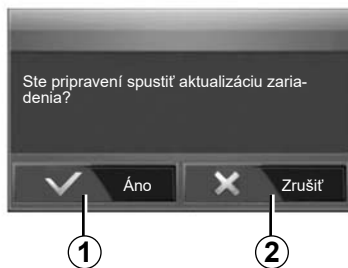 Ste pripravení spustiť aktualizáciu zaria-
denia?
Áno
Zrušiť
1
2